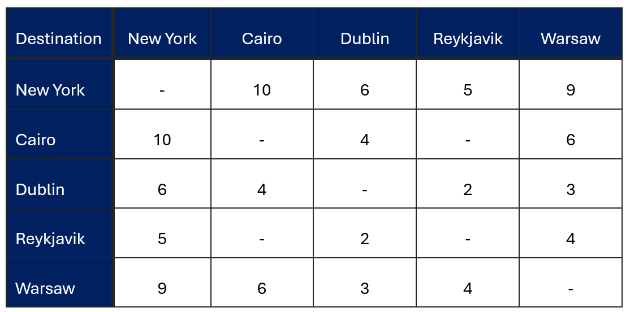 Destination New York Cairo Dublin Reykjavik Warsaw
New York - 10 6 5 9
Cairo 10 - 4 - 6
Dublin 6 4 - 2 3
Reykjavik 5 - 2 - 4
Warsaw 9 6 3 4 -